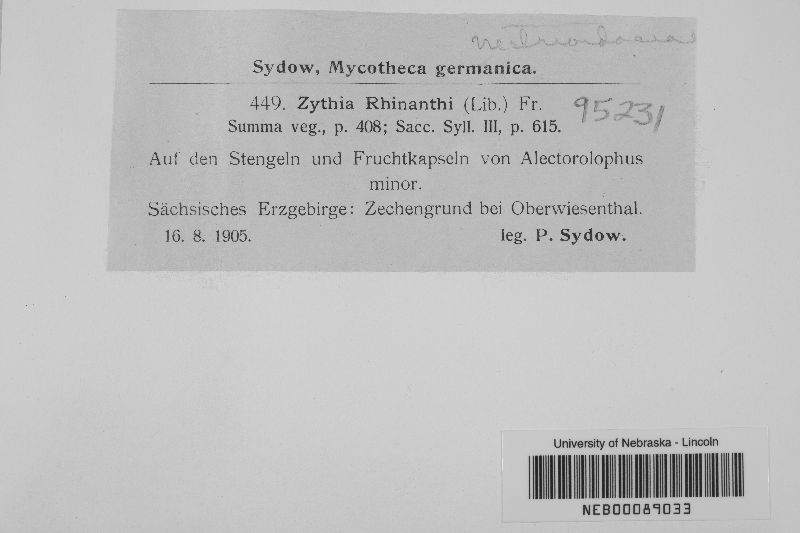 Nectrioidaceae
Sydow, Mycotheca germanica.
449. Zythia Rhinanthi (Lib.) Fr. 95231
Summa veg., p. 408; Sacc. Syll. III, p. 615.
Auf den Stengeln und Fruchtkapseln von Alectorolophus
minor.
Sächsisches Erzgebirge: Zechengrund bei Oberwiesenthal.
16. 8. 1905. leg. P. Sydow.
University of Nebraska - Lincoln
NEB00089033